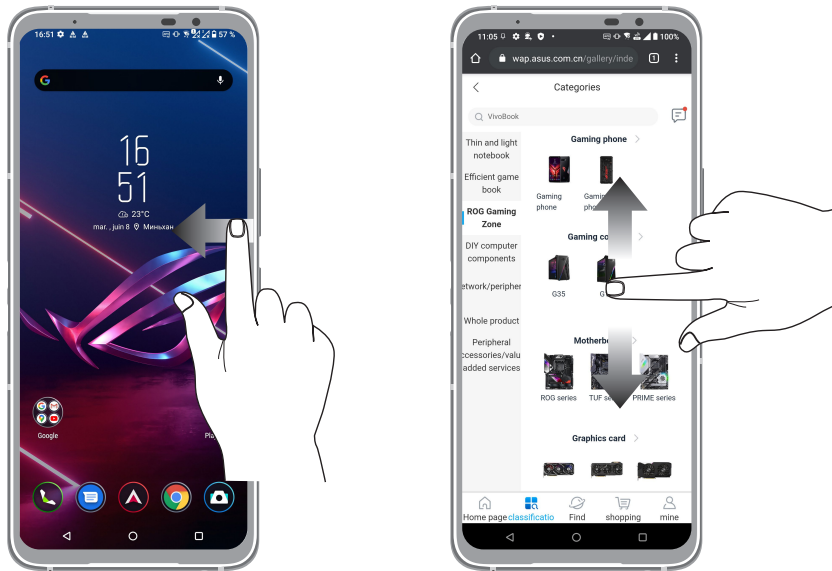 16:51
57 %
16
51
23°C
mar. , juin 8 Миньхан
Google
11:05
100%
wap.asus.com.cn/gallery/inde
1
Categories
VivoBook
Thin and light
notebook
Efficient game
book
ROG Gaming
Zone
DIY computer
components
etwork/peripher
Whole product
Peripheral
ccessories/valu
added services
Gaming phone
Gaming
phone
Gaming co
G35
G
Motherbo
ROG series
TUF se
PRIME series
Graphics card
Home page
classificatio
Find
shopping
mine